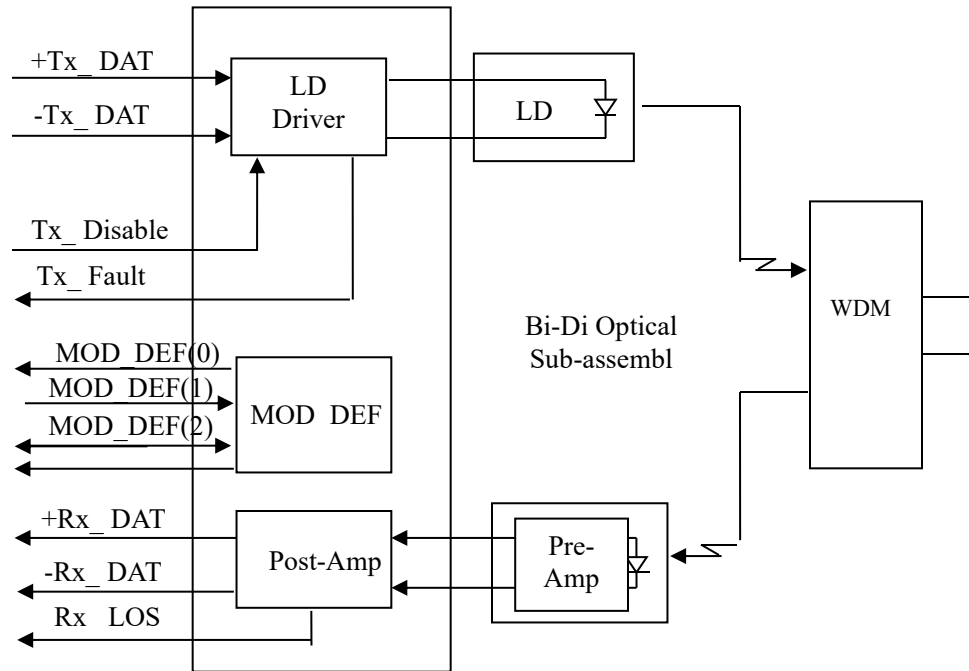 +Tx_ DAT
-Tx_ DAT
LD
Driver
LD
Tx_ Disable
Tx_ Fault
WDM
Bi-Di Optical
Sub-assembl
MOD_DEF(0)
MOD_DEF(1)
MOD_DEF(2)
MOD DEF
+Rx_ DAT
-Rx_ DAT
Rx LOS
Post-Amp
Pre-
Amp